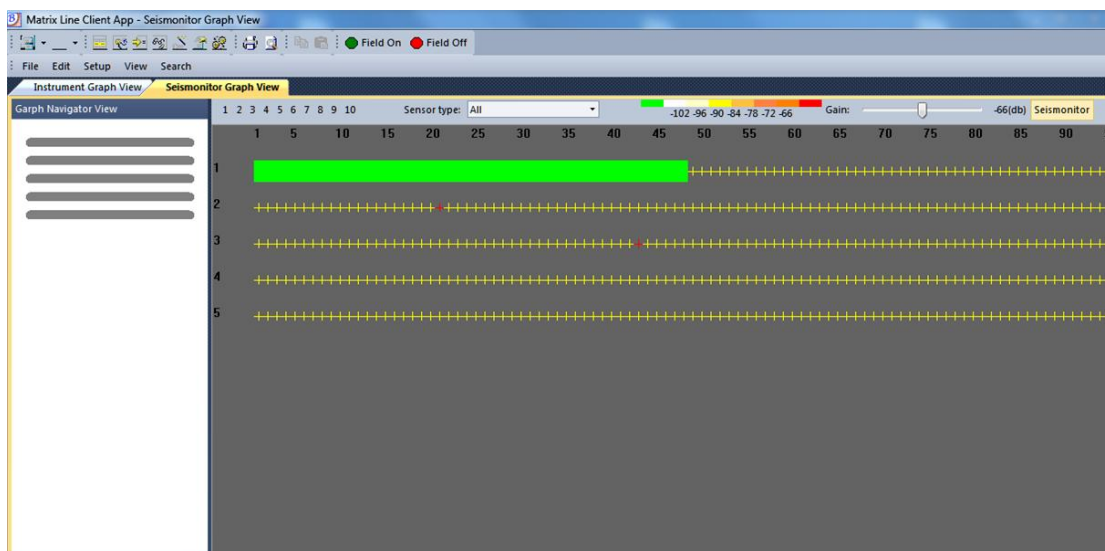 Matrix Line Client App - Seismonitor Graph View
Field On Field Off
File Edit Setup View Search
Instrument Graph View Seismonitor Graph View
Garph Navigator View
1 2 3 4 5 6 7 8 9 10 Sensor type: All -102 -96 -90 -84 -78 -72 -66 Gain: -66(db) Seismonitor
1 5 10 15 20 25 30 35 40 45 50 55 60 65 70 75 80 85 90
1
2
3
4
5